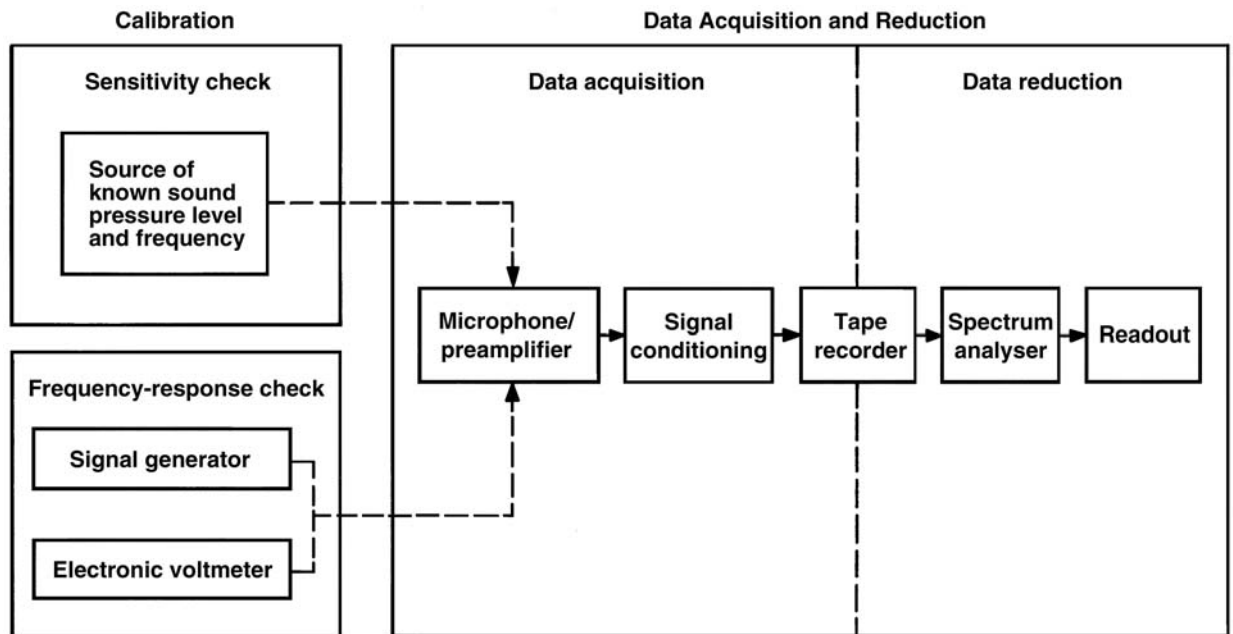 Calibration
Data Acquisition and Reduction
Sensitivity check
Source of
known sound
pressure level
and frequency
Frequency-response check
Signal generator
Electronic voltmeter
Data acquisition
Data reduction
Microphone/
preamplifier
Signal
conditioning
Tape
recorder
Spectrum
analyser
Readout